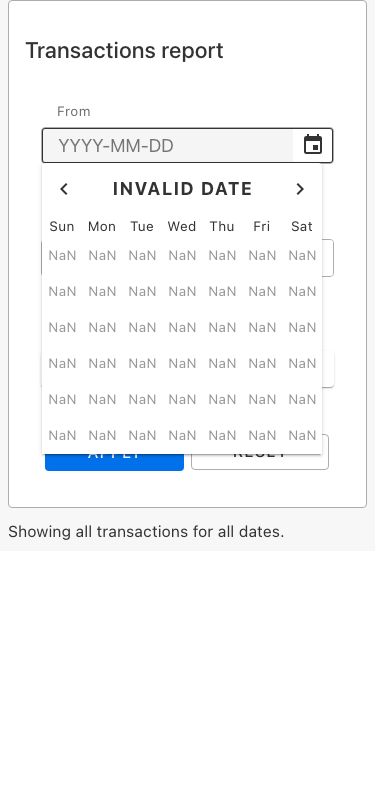 Transactions report
From
YYYY-MM-DD
INVALID DATE
Sun Mon Tue Wed Thu Fri Sat
NaN NaN NaN NaN NaN NaN NaN
NaN NaN NaN NaN NaN NaN NaN
NaN NaN NaN NaN NaN NaN NaN
NaN NaN NaN NaN NaN NaN NaN
NaN NaN NaN NaN NaN NaN NaN
NaN NaN NaN NaN NaN NaN NaN
APPLY RESET
Showing all transactions for all dates.